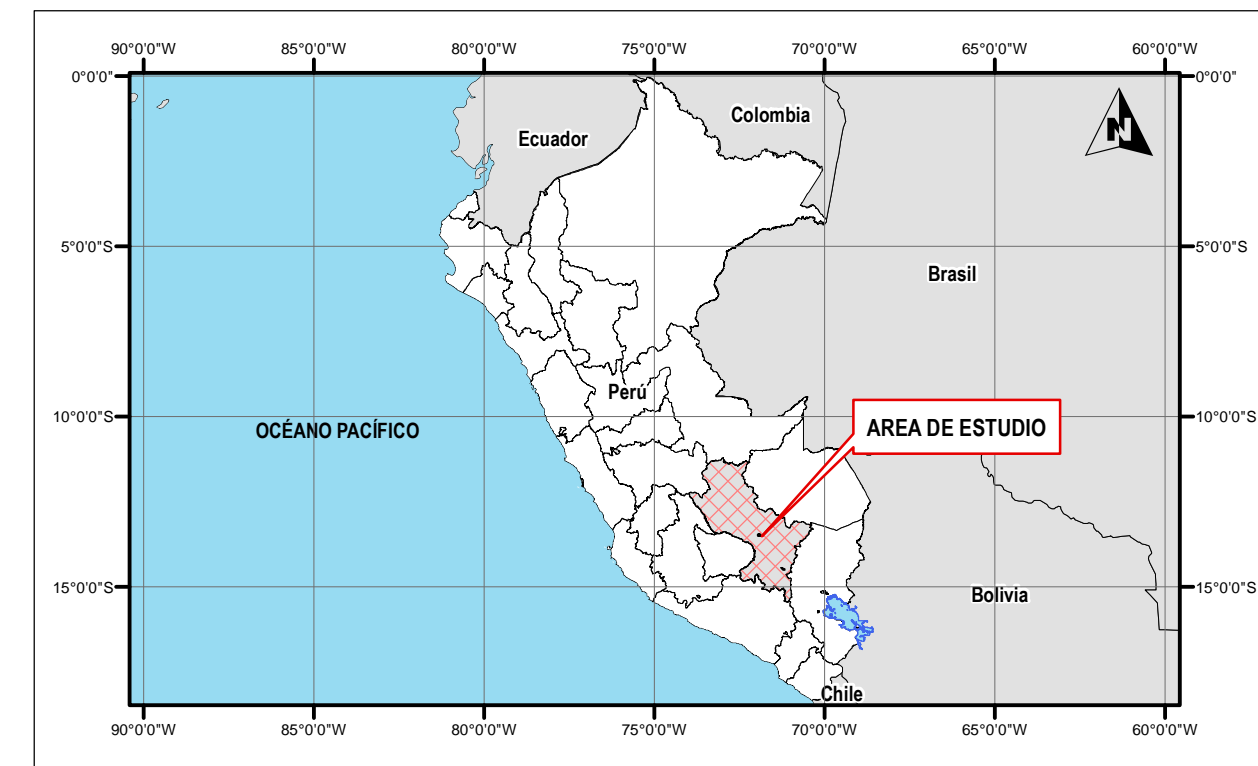 90°0'0"W 85°0'0"W 80°0'0"W 75°0'0"W 70°0'0"W 65°0'0"W 60°0'0"W
0°0'0" 0°0'0"
Colombia
Ecuador
N
5°0'0"S 5°0'0"S
Brasil
Perú
10°0'0"S 10°0'0"S
OCÉANO PACÍFICO
AREA DE ESTUDIO
15°0'0"S 15°0'0"S
Bolivia
Chile
90°0'0"W 85°0'0"W 80°0'0"W 75°0'0"W 70°0'0"W 65°0'0"W 60°0'0"W